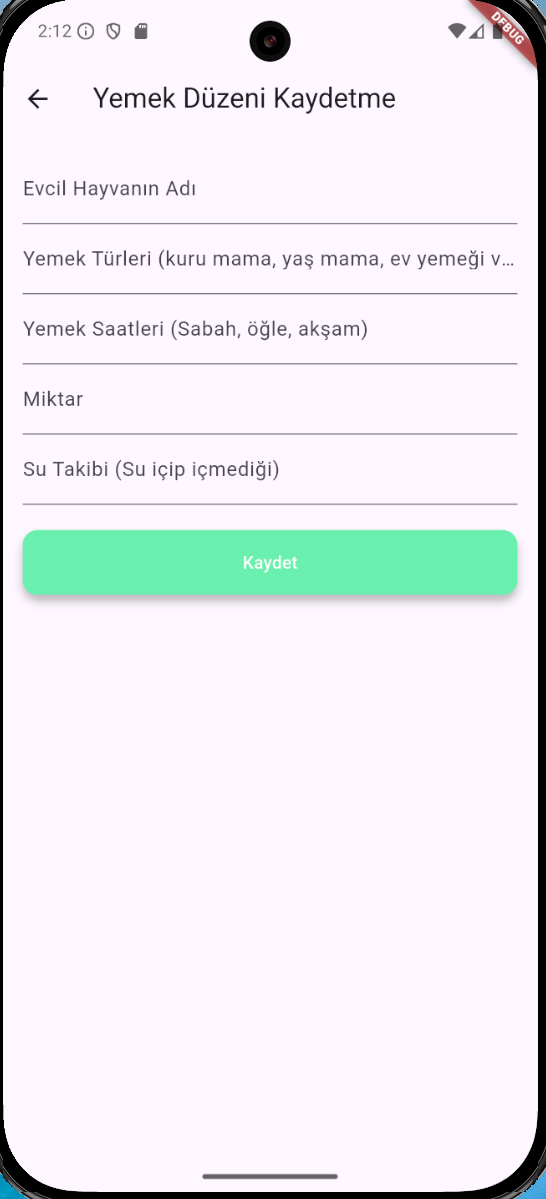 2:12
DEBUG
Yemek Düzeni Kaydetme
Evcil Hayvanın Adı
Yemek Türleri (kuru mama, yaş mama, ev yemeği v...
Yemek Saatleri (Sabah, öğle, akşam)
Miktar
Su Takibi (Su içip içmediği)
Kaydet